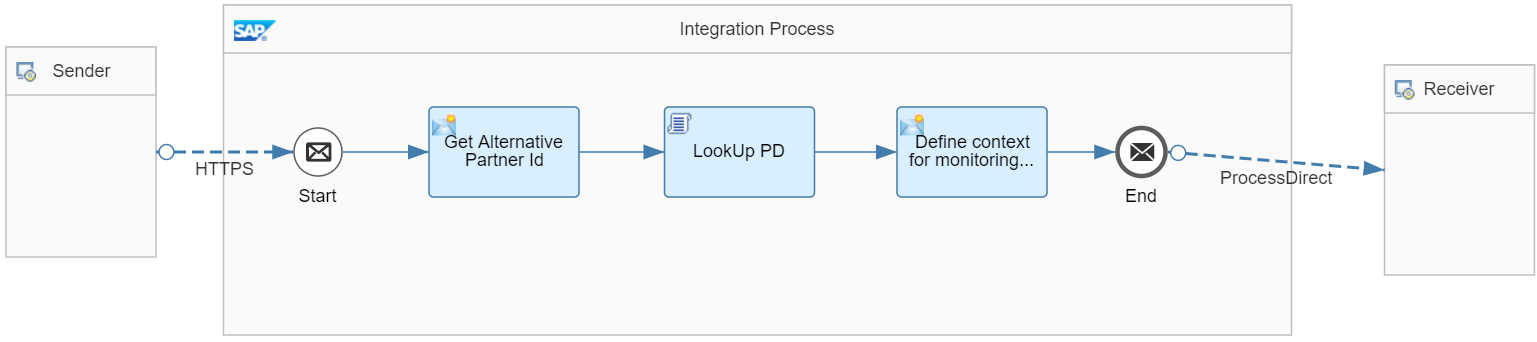 SAP
Integration Process
Sender
Receiver
HTTPS
Start
Get Alternative
Partner Id
LookUp PD
Define context
for monitoring...
End
ProcessDirect